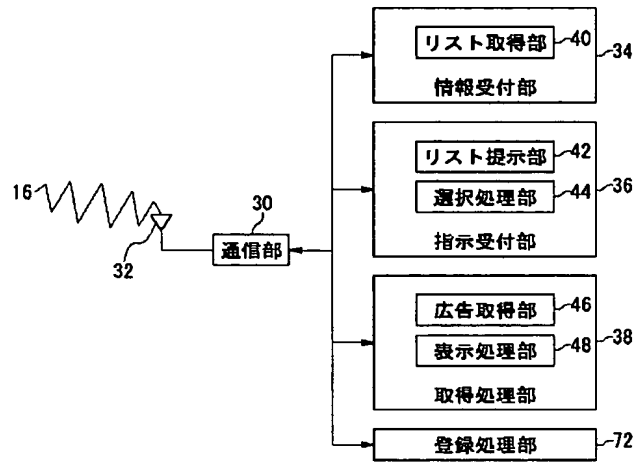 リスト取得部 40
34
情報受付部
リスト提示部 42
選択処理部 44
36
指示受付部
16
32
30
通信部
広告取得部 46
表示処理部 48
38
取得処理部
登録処理部 72